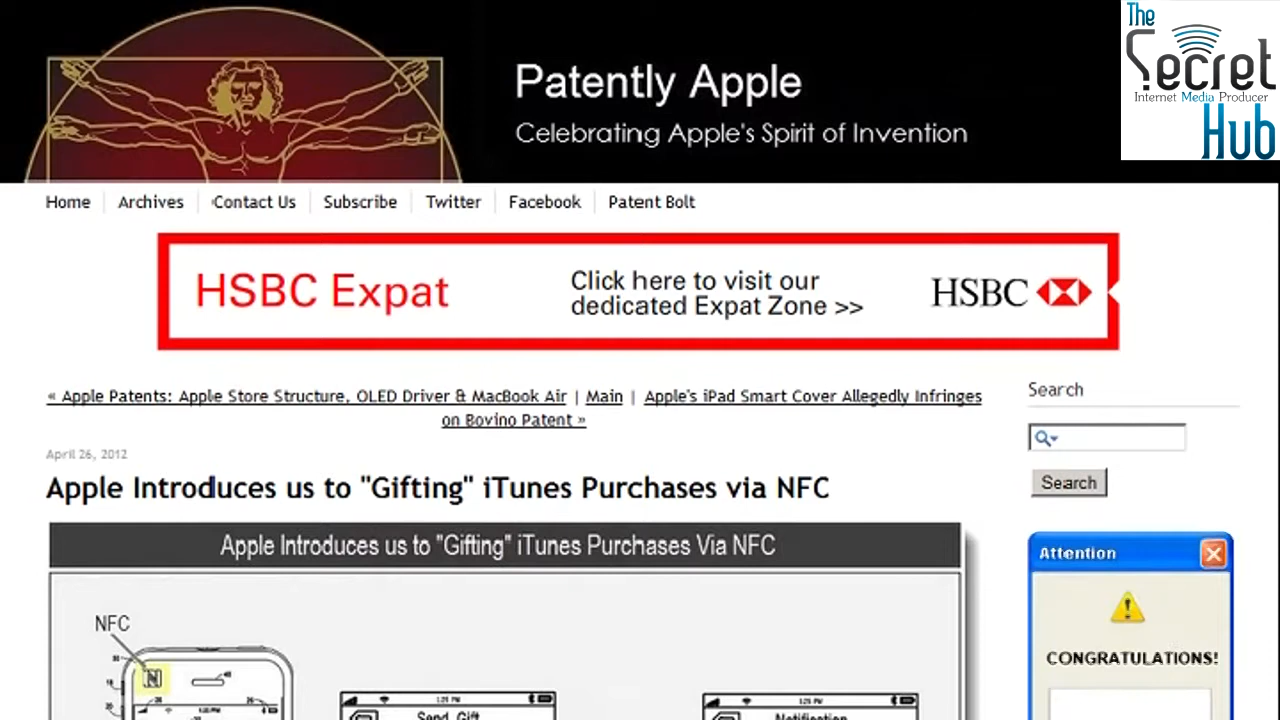 The
Secret
Internet Media Producer
Hub
Patently Apple
Celebrating Apple's Spirit of Invention
Home
Archives
Contact Us
Subscribe
Twitter
Facebook
Patent Bolt
HSBC Expat
Click here to visit our
dedicated Expat Zone >>
HSBC
« Apple Patents: Apple Store Structure, OLED Driver & MacBook Air | Main | Apple's iPad Smart Cover Allegedly Infringes
on Bovino Patent »
Search
April 26, 2012
Search
Apple Introduces us to "Gifting" iTunes Purchases via NFC
Apple Introduces us to "Gifting" iTunes Purchases Via NFC
Attention
CONGRATULATIONS!
NFC
N
Send Gift
Notification